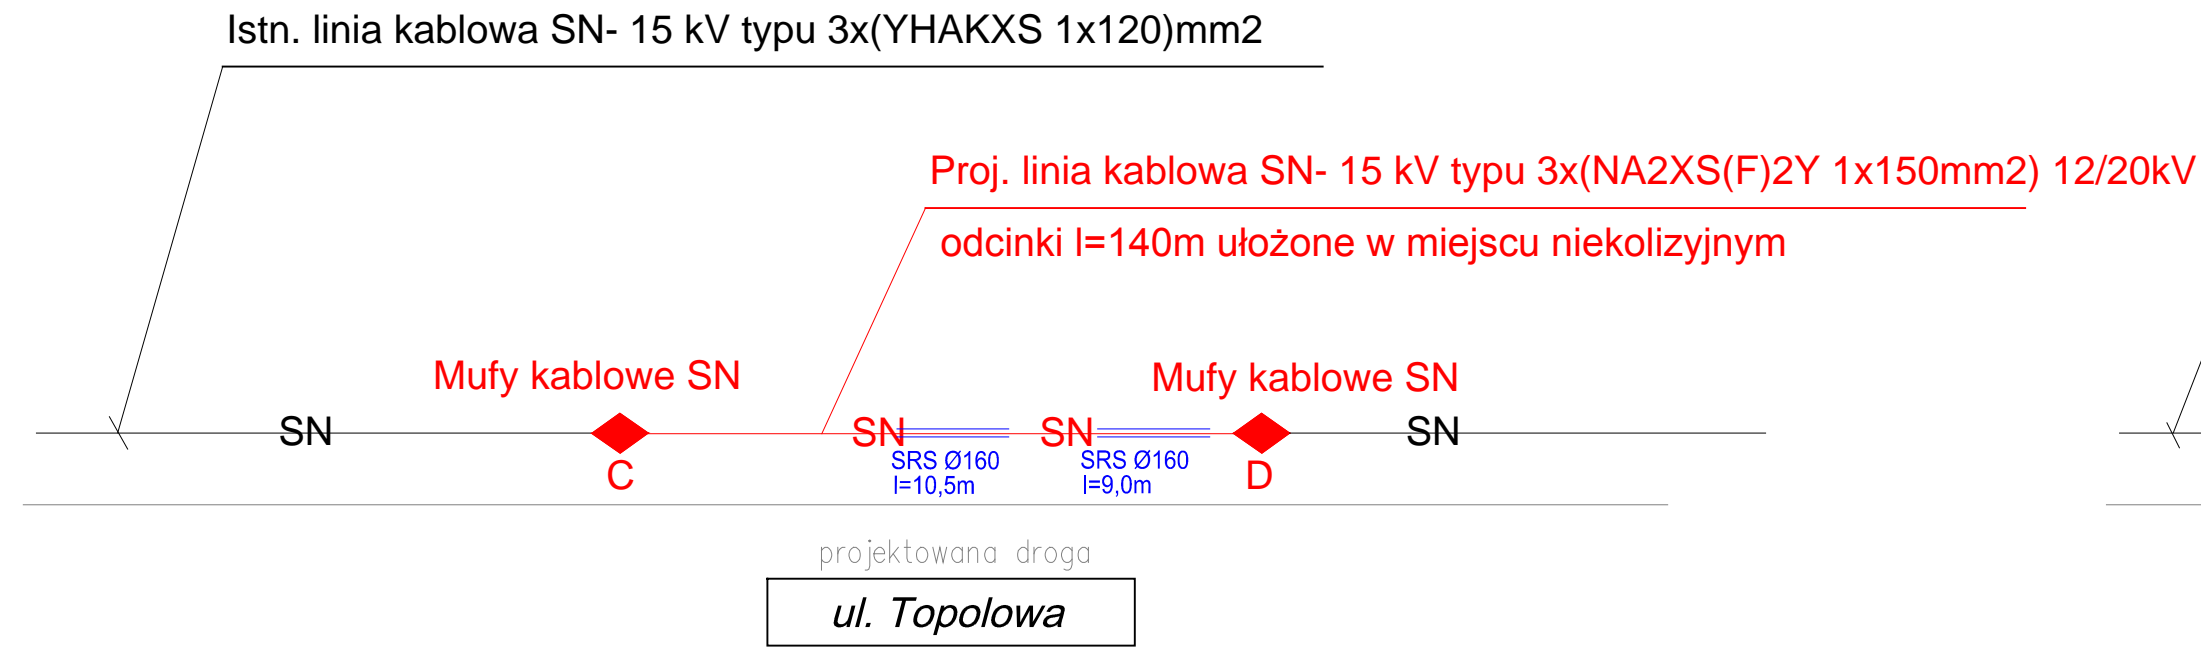 Istn. linia kablowa SN- 15 kV typu 3x(YHAKXS 1x120)mm2
Proj. linia kablowa SN- 15 kV typu 3x(NA2XS(F)2Y 1x150mm2) 12/20kV
odcinki l=140m ułożone w miejscu niekolizyjnym
Mufy kablowe SN
Mufy kablowe SN
SN
SN
SN
SN
C
SRS Ø160
l=10,5m
SRS Ø160
l=9,0m
D
projektowana droga
ul. Topolowa